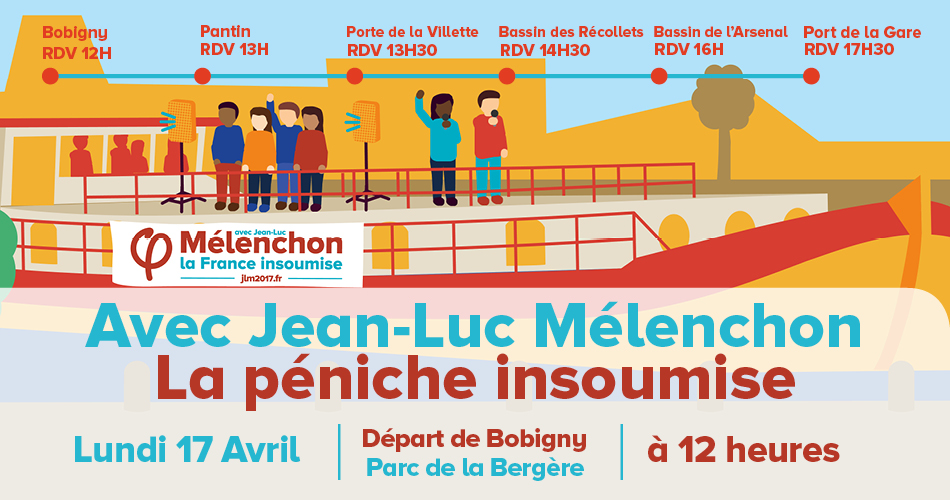 Bobigny
RDV 12H
Pantin
RDV 13H
Porte de la Villette
RDV 13H30
Bassin des Récollets
RDV 14H30
Bassin de l'Arsenal
RDV 16H
Port de la Gare
RDV 17H30
avec Jean-Luc
Mélenchon
la France insoumise
jlm2017.fr
Avec Jean-Luc Mélenchon
La péniche insoumise
Lundi 17 Avril
Départ de Bobigny
Parc de la Bergère
à 12 heures